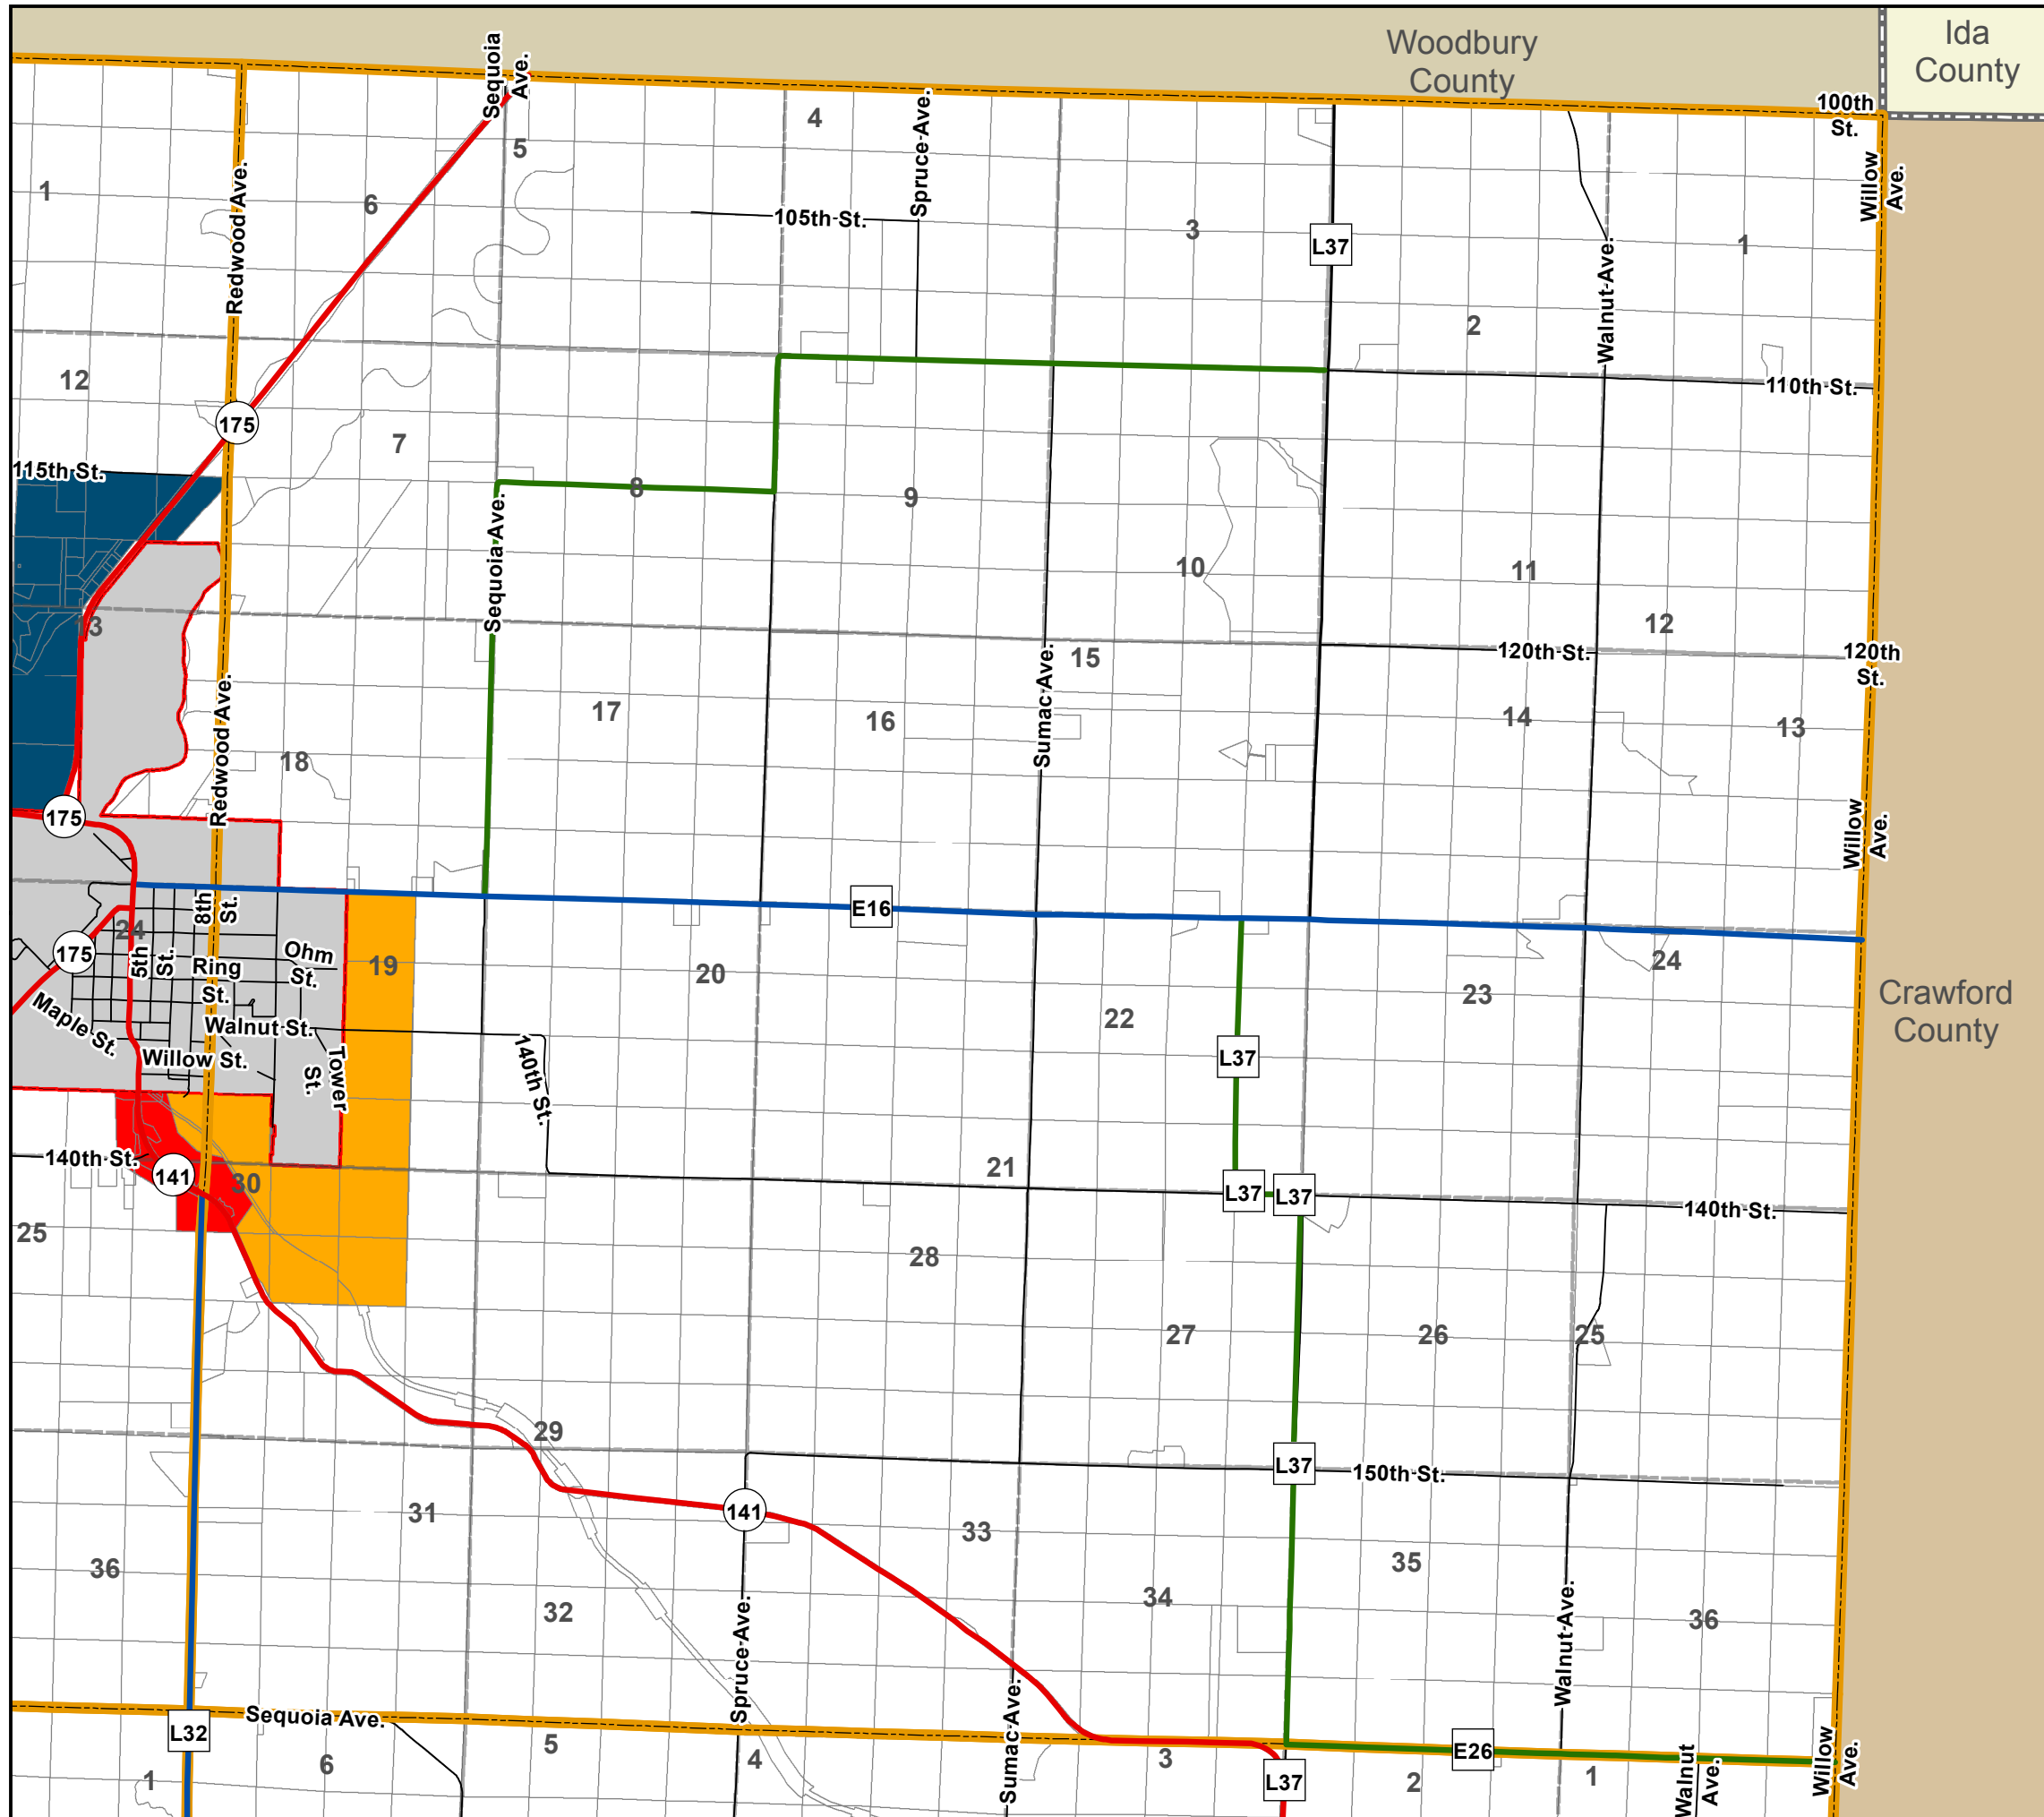 Woodbury
County
Ida
County
Sequoia
Ave.
100th
St.
4
Spruce Ave.
5
Willow
Ave.
1
6
Redwood Ave.
105th St.
3
L37
1
Walnut Ave.
2
12
110th St.
175
7
115th St.
8
9
Sequoia Ave.
10
11
13
12
120th St.
120th
St.
15
Sumac Ave.
17
16
14
13
18
Redwood Ave.
175
Willow
Ave.
8th
St.
E16
24
175
5th
St.
Ohm
St.
Ring
St.
19
20
24
23
22
Crawford
County
Maple St.
Walnut St.
Willow St.
Tower
St.
140th St.
L37
140th St.
141
30
21
L37
L37
140th St.
25
28
27
26
25
29
L37
150th St.
31
141
33
36
35
34
32
36
Spruce Ave.
Walnut Ave.
Sumac Ave.
L32
Sequoia Ave.
5
6
4
3
E26
1
L37
2
1
Walnut
Ave.
Willow
Ave.